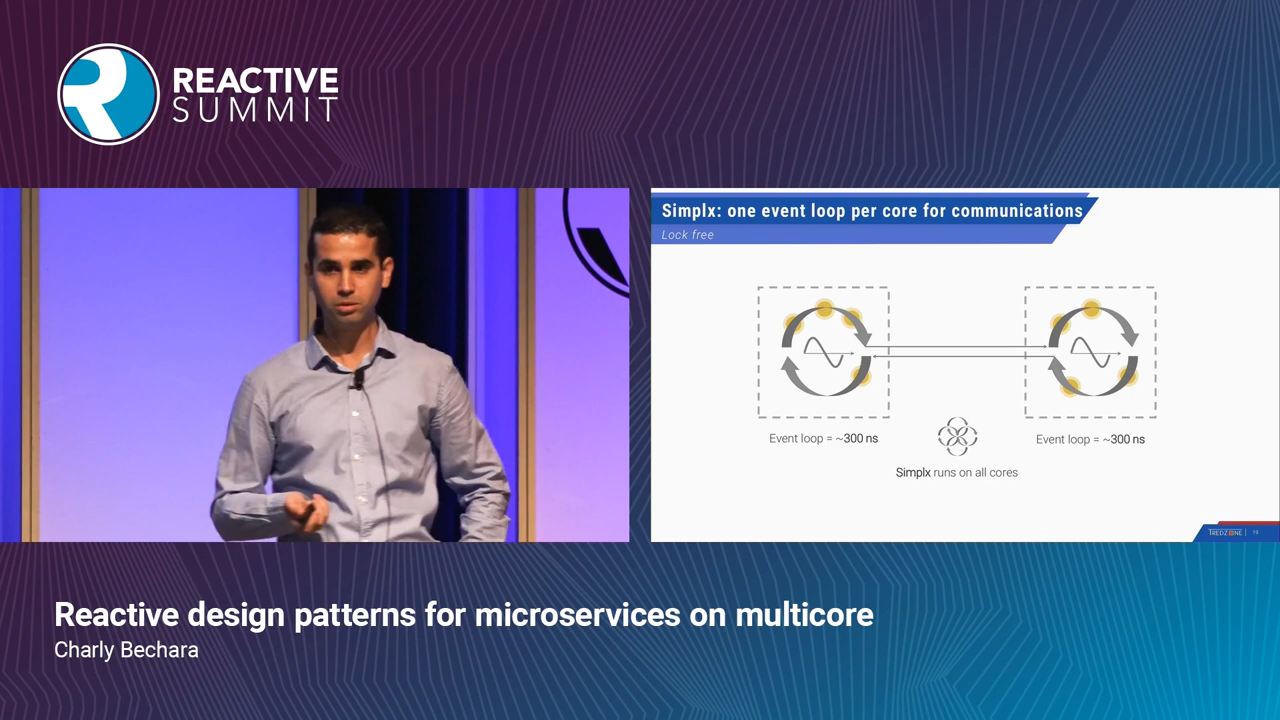 REACTIVE
SUMMIT
Simplx: one event loop per core for communications
Lock free
Event loop = ~300 ns
Event loop = ~300 ns
Simplx runs on all cores
TREDZONE | 19
Reactive design patterns for microservices on multicore
Charly Bechara